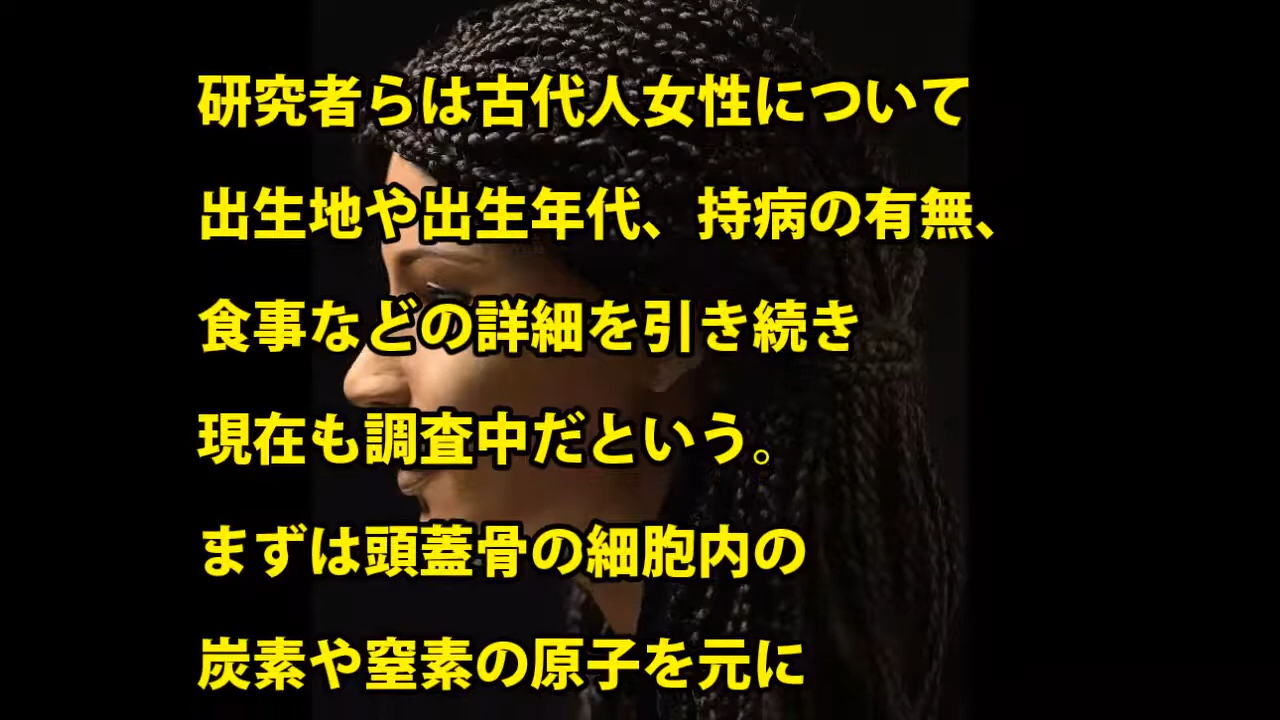 研究者らは古代人女性について
出生地や出生年代、持病の有無、
食事などの詳細を引き続き
現在も調査中だという。
まずは頭蓋骨の細胞内の
炭素や窒素の原子を元に